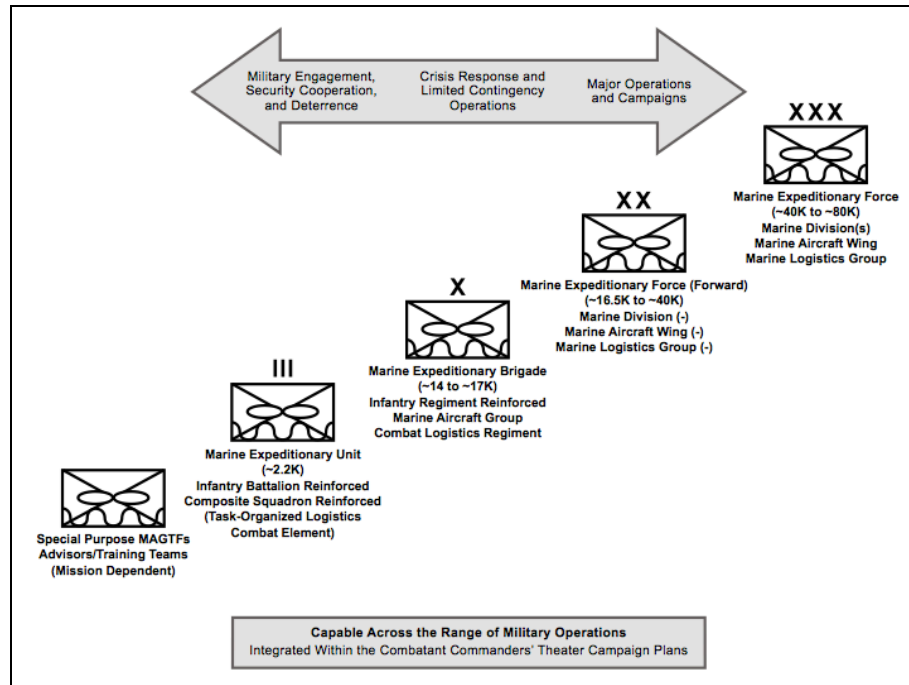 Military Engagement,
Security Cooperation,
and Deterrence
Crisis Response and
Limited Contingency
Operations
Major Operations
and Campaigns
XXX
Marine Expeditionary Force
(~40K to ~80K)
Marine Division(s)
Marine Aircraft Wing
Marine Logistics Group
XX
Marine Expeditionary Force (Forward)
(~16.5K to ~40K)
Marine Division (-)
Marine Aircraft Wing (-)
Marine Logistics Group (-)
X
Marine Expeditionary Brigade
(~14 to ~17K)
Infantry Regiment Reinforced
Marine Aircraft Group
Combat Logistics Regiment
III
Marine Expeditionary Unit
(~2.2K)
Infantry Battalion Reinforced
Composite Squadron Reinforced
(Task-Organized Logistics
Combat Element)
Special Purpose MAGTFs
Advisors/Training Teams
(Mission Dependent)
Capable Across the Range of Military Operations
Integrated Within the Combatant Commanders' Theater Campaign Plans